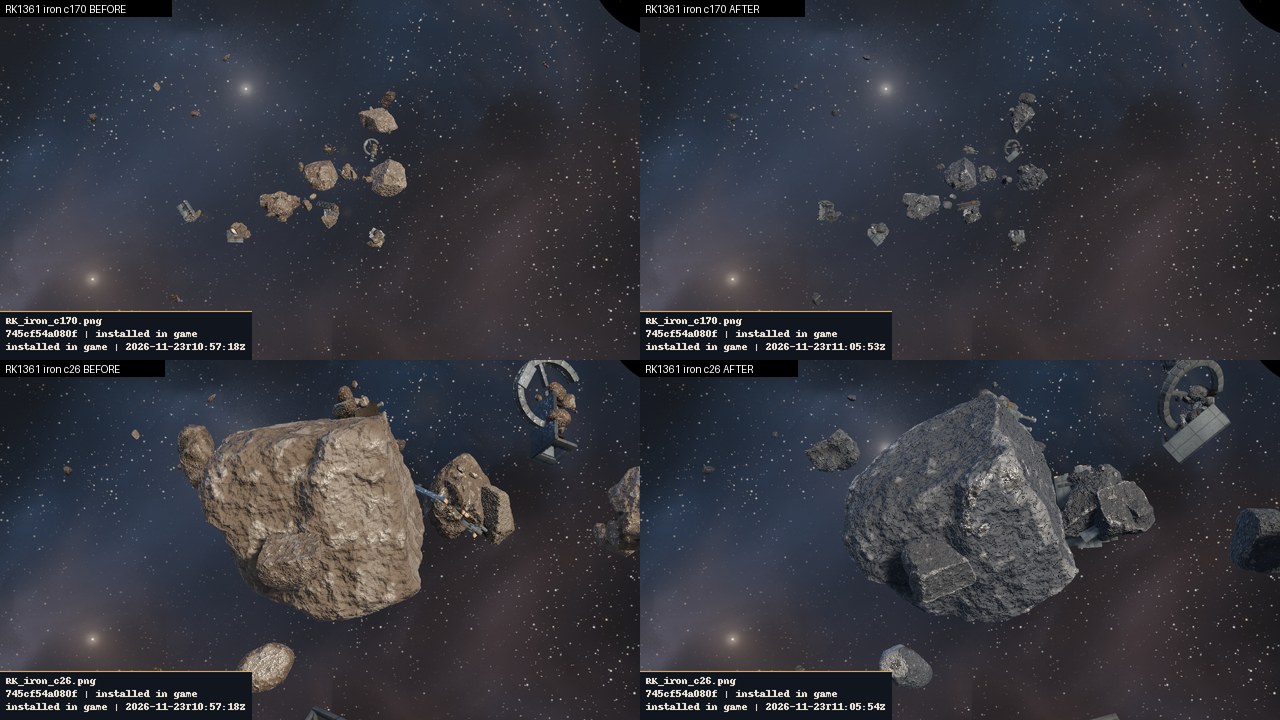 RK1361 iron c170 BEFORE
RK1361 iron c170 AFTER
RK_iron_c170.png
745cf54a080f | installed in game
installed in game | 2026-11-23T10:57:18Z
RK_iron_c170.png
745cf54a080f | installed in game
installed in game | 2026-11-23T11:05:53Z
RK1361 iron c26 BEFORE
RK1361 iron c26 AFTER
RK_iron_c26.png
745cf54a080f | installed in game
installed in game | 2026-11-23T10:57:18Z
RK_iron_c26.png
745cf54a080f | installed in game
installed in game | 2026-11-23T11:05:54Z